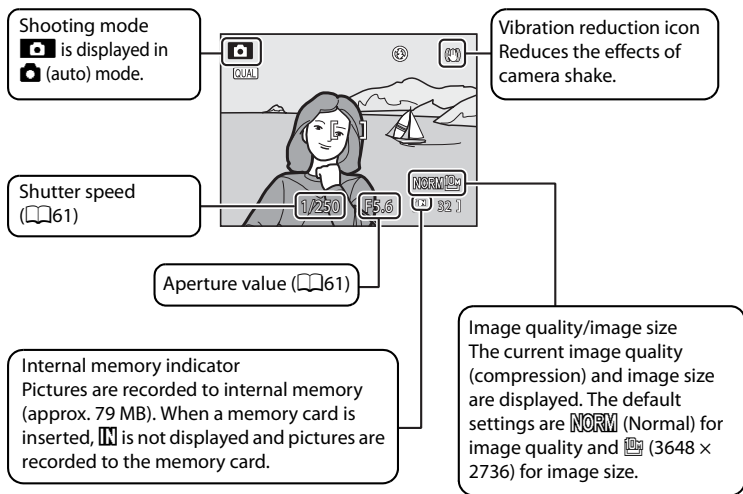 Shooting mode
is displayed in
(auto) mode.
Vibration reduction icon
Reduces the effects of
camera shake.
QUAL
NORM 10M
1/250 F5.6 IN 32 ]
Shutter speed
(61)
Aperture value (61)
Internal memory indicator
Pictures are recorded to internal memory
(approx. 79 MB). When a memory card is
inserted, IN is not displayed and pictures are
recorded to the memory card.
Image quality/image size
The current image quality
(compression) and image size
are displayed. The default
settings are NORM (Normal) for
image quality and 10M (3648 ×
2736) for image size.